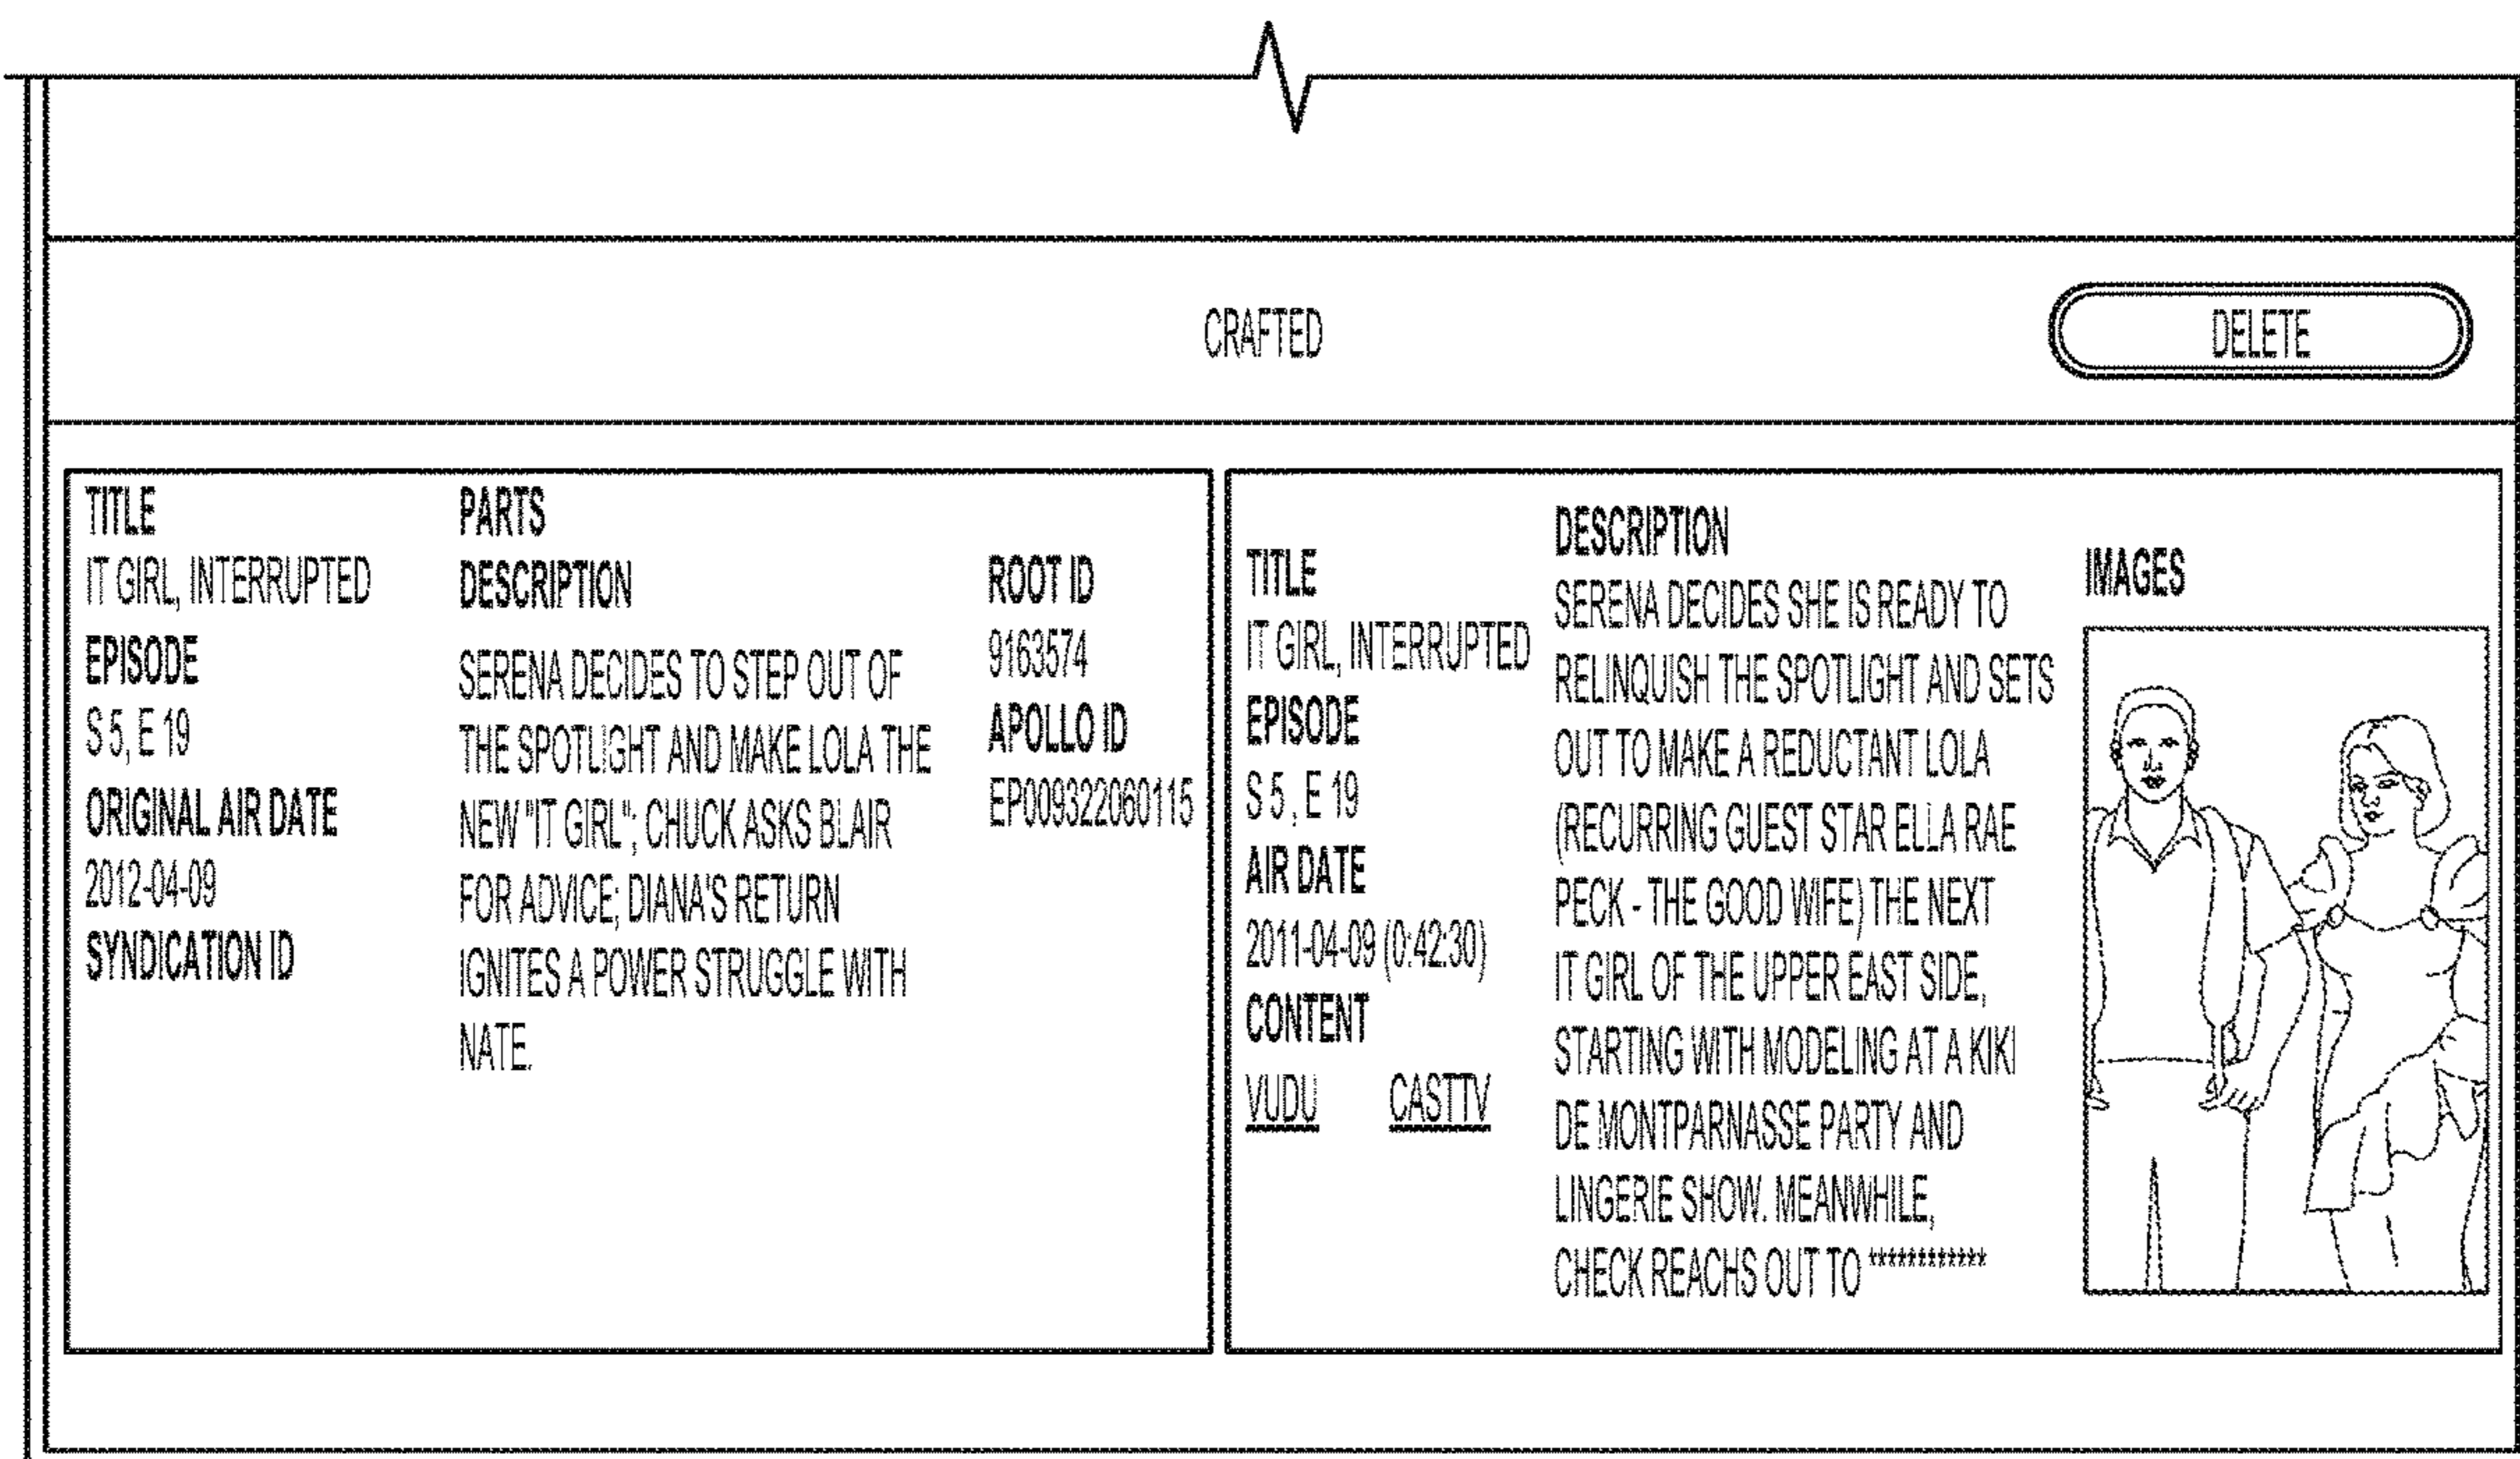 CRAFTED
DELETE
TITLE
IT GIRL, INTERRUPTED
EPISODE
S 5, E 19
ORIGINAL AIR DATE
2012-04-09
SYNDICATION ID
PARTS
DESCRIPTION
SERENA DECIDES TO STEP OUT OF
THE SPOTLIGHT AND MAKE LOLA THE
NEW "IT GIRL"; CHUCK ASKS BLAIR
FOR ADVICE; DIANA'S RETURN
IGNITES A POWER STRUGGLE WITH
NATE.
ROOT ID
9163574
APOLLO ID
EP009322060115
TITLE
IT GIRL, INTERRUPTED
EPISODE
S 5, E 19
AIR DATE
2011-04-09 (0:42:30)
CONTENT
VUDU CASTTV
DESCRIPTION
SERENA DECIDES SHE IS READY TO
RELINQUISH THE SPOTLIGHT AND SETS
OUT TO MAKE A REDUCTANT LOLA
(RECURRING GUEST STAR ELLA RAE
PECK - THE GOOD WIFE) THE NEXT
IT GIRL OF THE UPPER EAST SIDE,
STARTING WITH MODELING AT A KIKI
DE MONTPARNASSE PARTY AND
LINGERIE SHOW. MEANWHILE,
CHECK REACHS OUT TO ************
IMAGES